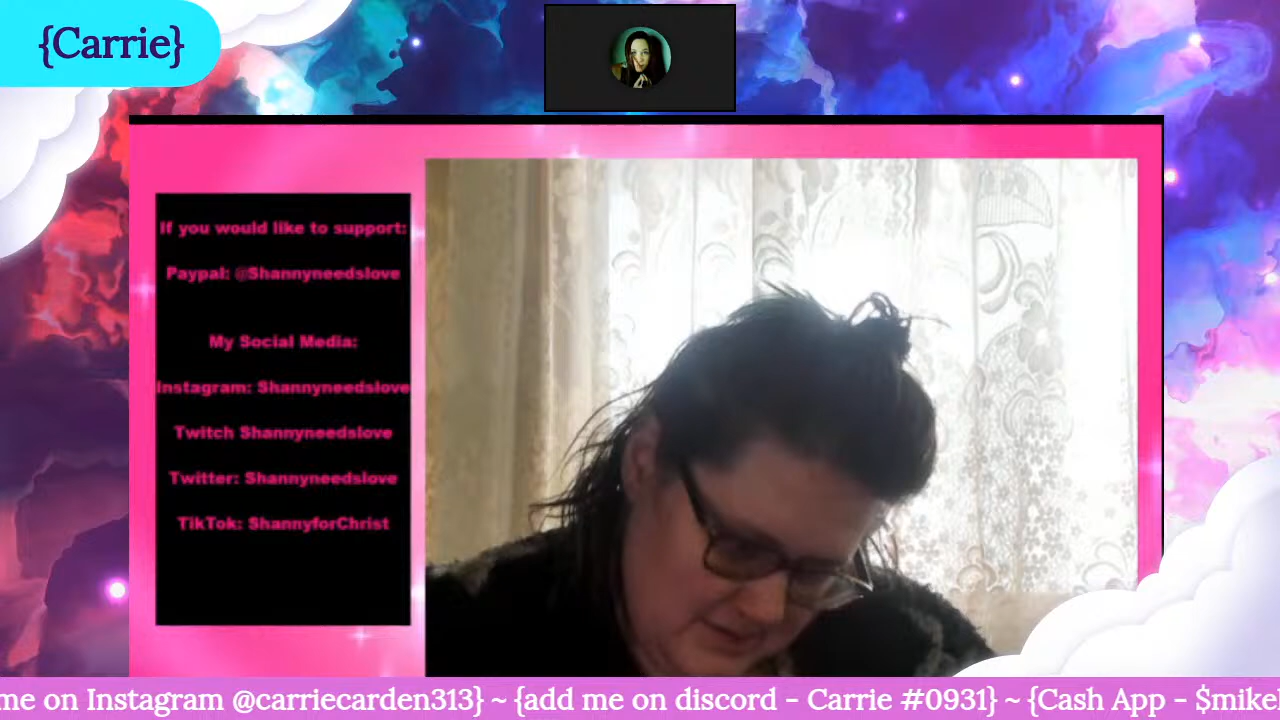 {Carrie}
If you would like to support:
Paypal: @Shannyneedslove
My Social Media:
Instagram: Shannyneedslove
Twitch Shannyneedslove
Twitter: Shannyneedslove
TikTok: ShannyforChrist
me on Instagram @carriecarden313} ~ {add me on discord - Carrie #0931} ~ {Cash App -